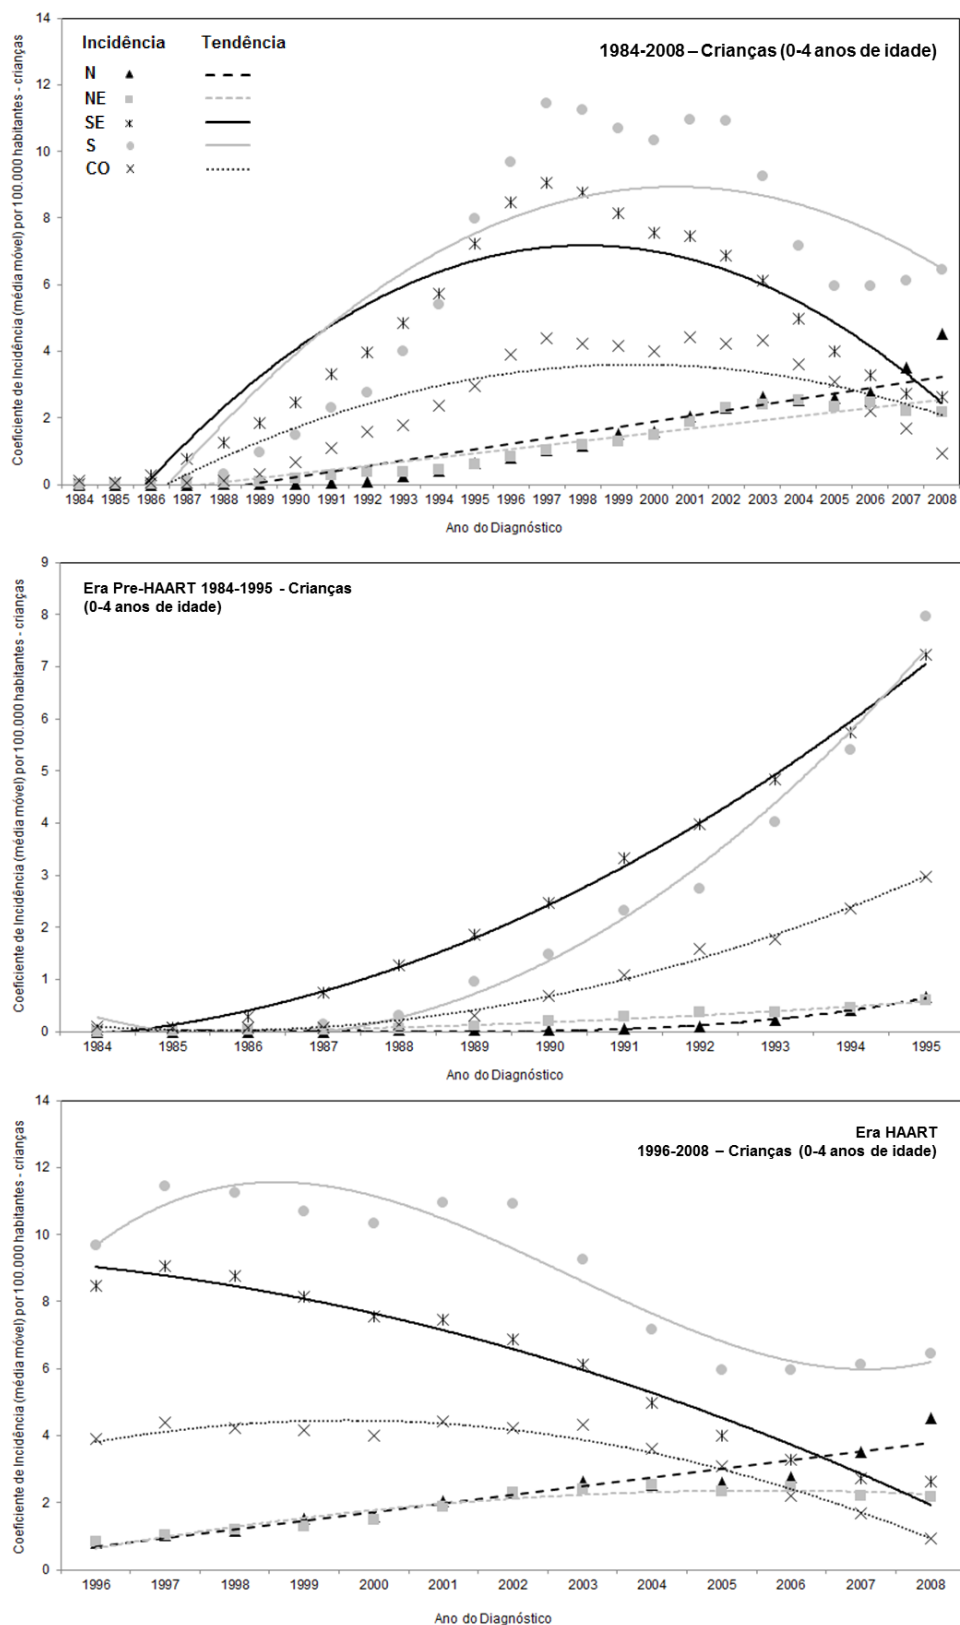 Coeficiente de Incidência (média móvel) por 100.000 habitantes - crianças
14
12
10
8
6
4
2
0
Incidência Tendência
N
NE
SE
S
CO
1984-2008 – Crianças (0-4 anos de idade)
1984 1985 1986 1987 1988 1989 1990 1991 1992 1993 1994 1995 1996 1997 1998 1999 2000 2001 2002 2003 2004 2005 2006 2007 2008
Ano do Diagnóstico
Coeficiente de Incidência (média móvel) por 100.000 habitantes - crianças
9
8
7
6
5
4
3
2
1
0
Era Pre-HAART 1984-1995 - Crianças
(0-4 anos de idade)
1984 1985 1986 1987 1988 1989 1990 1991 1992 1993 1994 1995
Ano do Diagnóstico
Coeficiente de Incidência (média móvel) por 100.000 habitantes - crianças
14
12
10
8
6
4
2
0
Era HAART
1996-2008 – Crianças (0-4 anos de idade)
1996 1997 1998 1999 2000 2001 2002 2003 2004 2005 2006 2007 2008
Ano do Diagnóstico